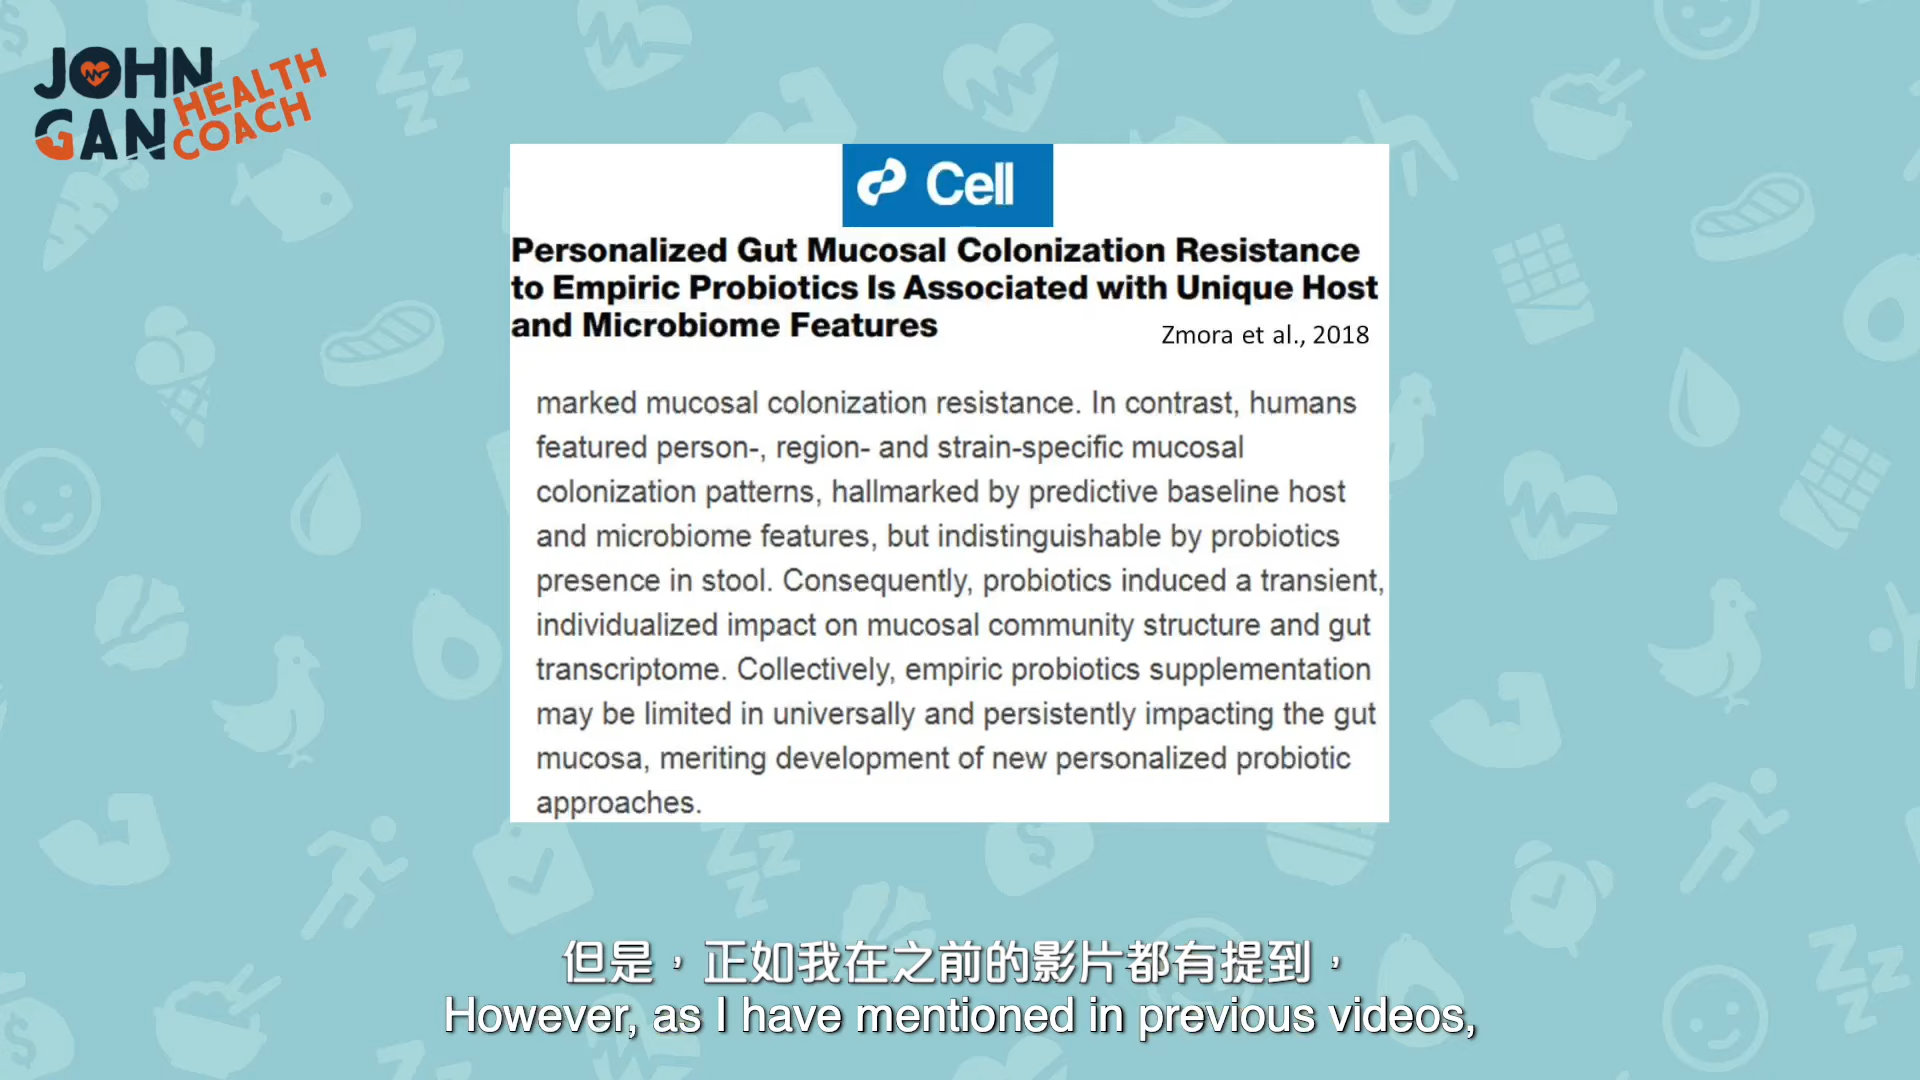 JOHN
GAN
HEALTH
COACH
Cell
Personalized Gut Mucosal Colonization Resistance
to Empiric Probiotics Is Associated with Unique Host
and Microbiome Features
Zmora et al., 2018
marked mucosal colonization resistance. In contrast, humans
featured person-, region- and strain-specific mucosal
colonization patterns, hallmarked by predictive baseline host
and microbiome features, but indistinguishable by probiotics
presence in stool. Consequently, probiotics induced a transient,
individualized impact on mucosal community structure and gut
transcriptome. Collectively, empiric probiotics supplementation
may be limited in universally and persistently impacting the gut
mucosa, meriting development of new personalized probiotic
approaches.
但是，正如我在之前的影片都有提到，
However, as I have mentioned in previous videos,